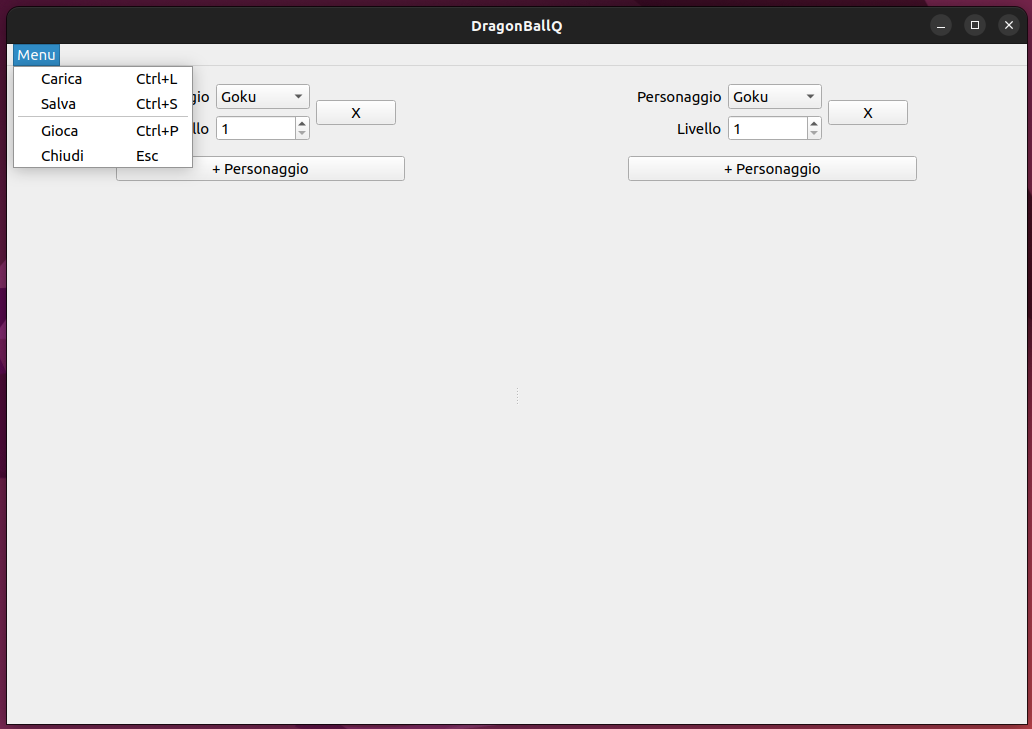 DragonBallQ
Menu
Carica Ctrl+L
Salva Ctrl+S
Gioca Ctrl+P
Chiudi Esc
gio Goku X
llo 1
+ Personaggio
Personaggio Goku X
Livello 1
+ Personaggio